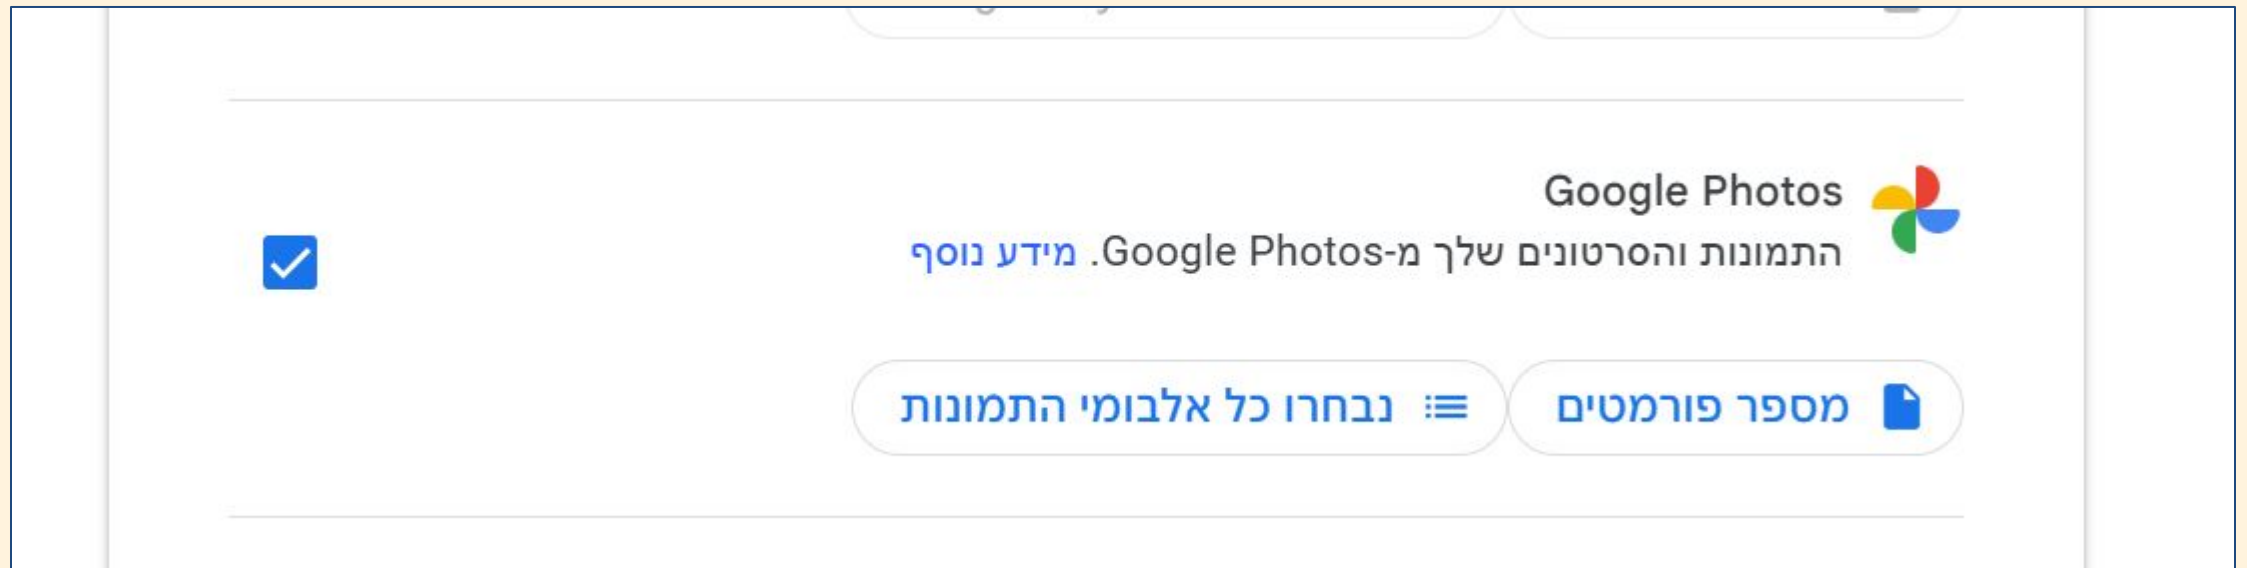 Google Photos
התמונות והסרטונים שלך מ-Google Photos. מידע נוסף
מספר פורמטים
נבחרו כל אלבומי התמונות